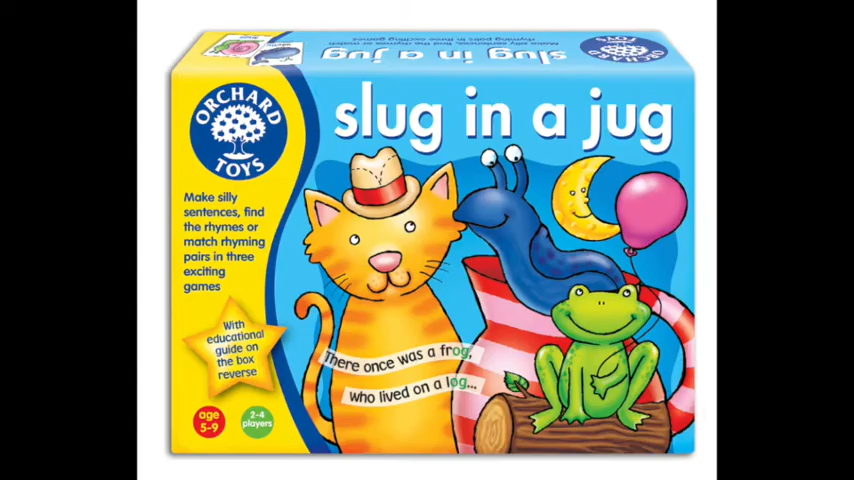 Make silly sentences, find the rhymes or match
rhyming pairs in three exciting games
slug in a jug
ORCHARD
TOYS
ORCHARD
TOYS
slug in a jug
Make silly
sentences, find
the rhymes or
match rhyming
pairs in three
exciting
games
With
educational
guide on
the box
reverse
There once was a frog,
who lived on a log...
age
5-9
2-4
players